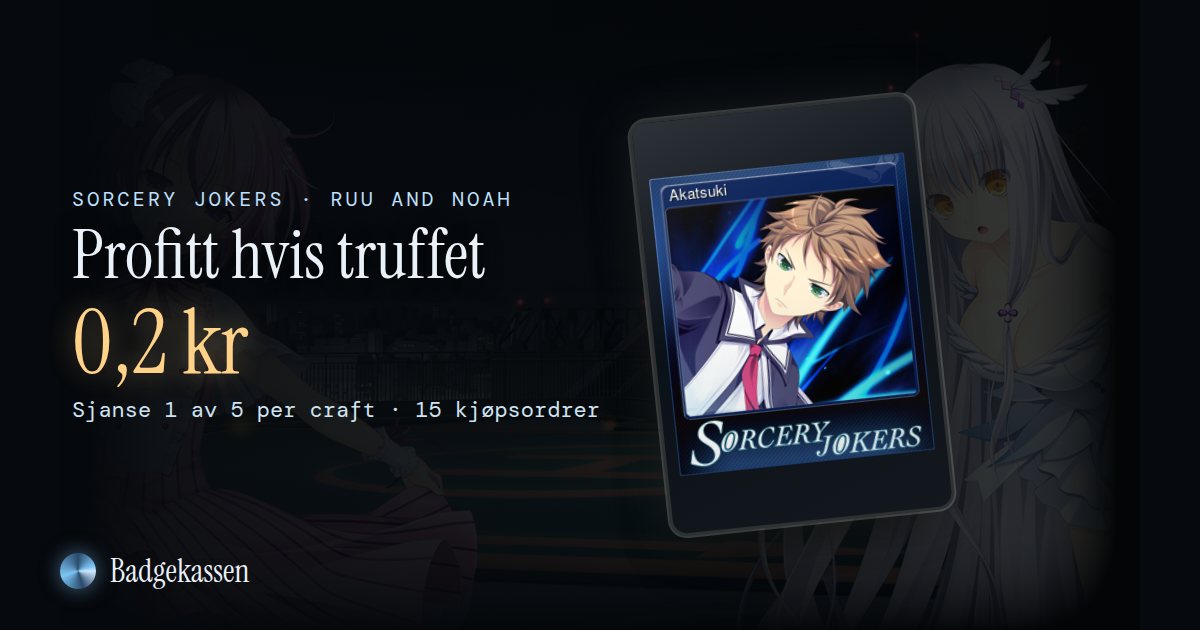 SORCERY JOKERS · RUU AND NOAH
Profitt hvis truffet
0,2 kr
Sjanse 1 av 5 per craft · 15 kjøpsordrer
Akatsuki
SORCERY JOKERS
Badgekassen